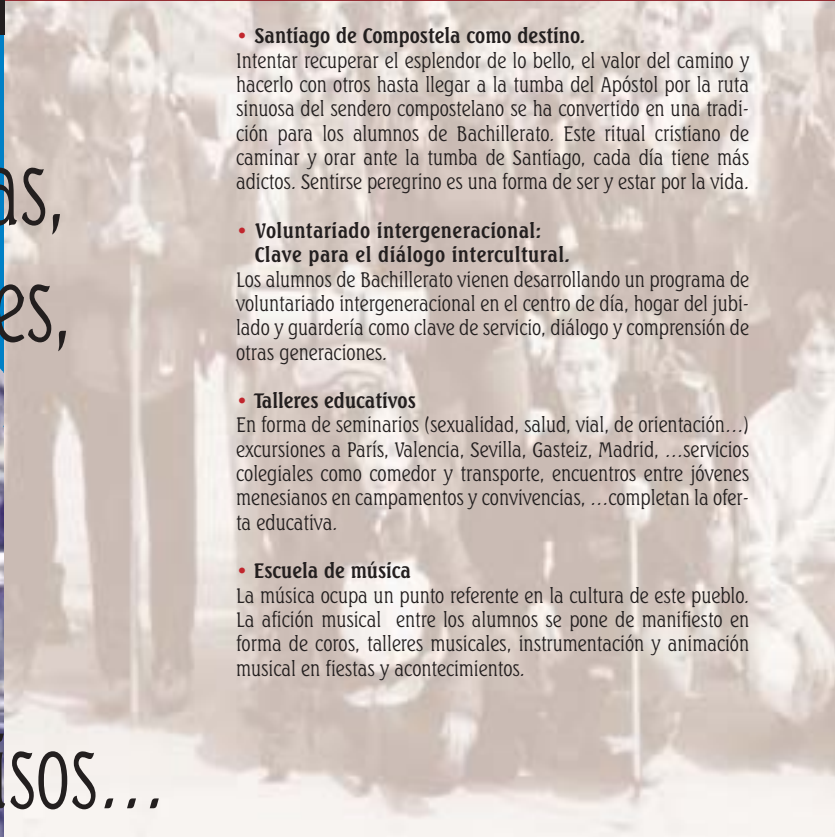 • Santiago de Compostela como destino.
Intentar recuperar el esplendor de lo bello, el valor del camino y
hacerlo con otros hasta llegar a la tumba del Apóstol por la ruta
sinuosa del sendero compostelano se ha convertido en una tradi-
ción para los alumnos de Bachillerato. Este ritual cristiano de
caminar y orar ante la tumba de Santiago, cada día tiene más
adictos. Sentirse peregrino es una forma de ser y estar por la vida.
• Voluntariado intergeneracional:
Clave para el diálogo intercultural.
Los alumnos de Bachillerato vienen desarrollando un programa de
voluntariado intergeneracional en el centro de día, hogar del jubi-
lado y guardería como clave de servicio, diálogo y comprensión de
otras generaciones.
• Talleres educativos
En forma de seminarios (sexualidad, salud, vial, de orientación...)
excursiones a París, Valencia, Sevilla, Gasteiz, Madrid, ...servicios
colegiales como comedor y transporte, encuentros entre jóvenes
menesianos en campamentos y convivencias, ...completan la ofer-
ta educativa.
• Escuela de música
La música ocupa un punto referente en la cultura de este pueblo.
La afición musical entre los alumnos se pone de manifiesto en
forma de coros, talleres musicales, instrumentación y animación
musical en fiestas y acontecimientos.
as,
es,
sos...